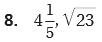 8. 4 1/5, √23